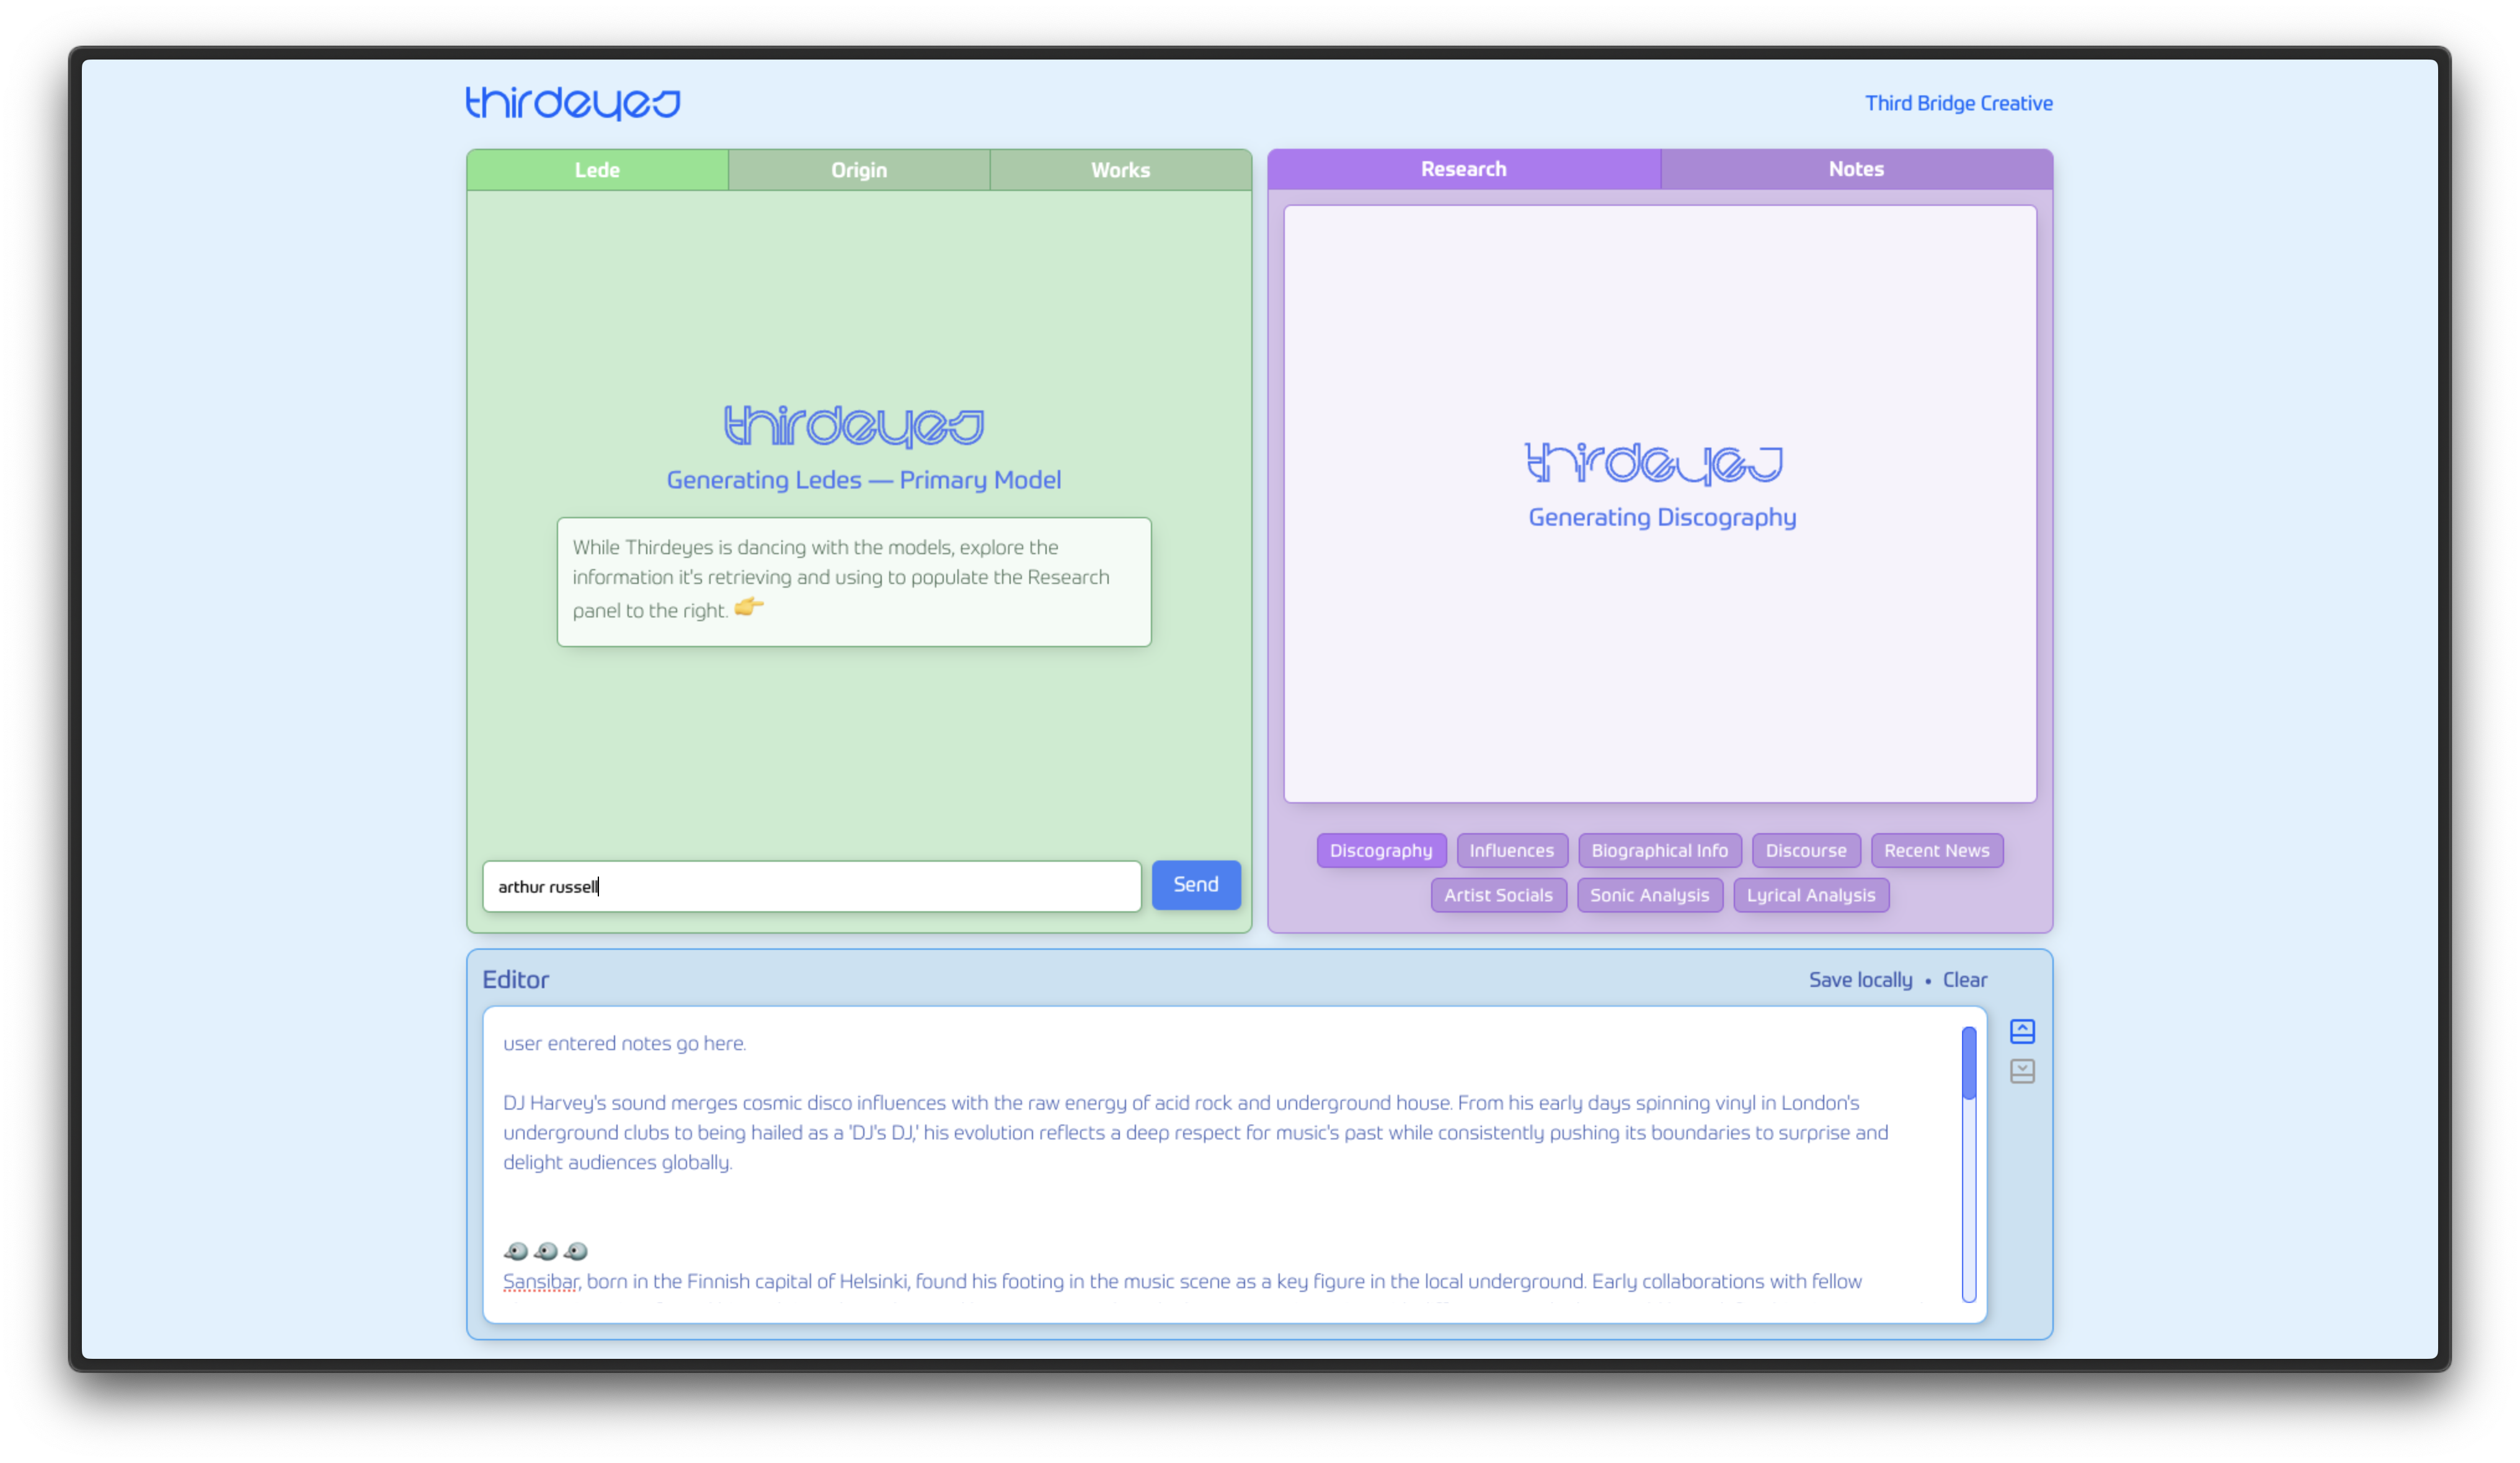 thirdeyes
Third Bridge Creative
Lede
Origin
Works
thirdeyes
Generating Ledes — Primary Model
While Thirdeyes is dancing with the models, explore the
information it's retrieving and using to populate the Research
panel to the right. 👉
arthur russell
Send
Research
Notes
thirdeyes
Generating Discography
Discography
Influences
Biographical Info
Discourse
Recent News
Artist Socials
Sonic Analysis
Lyrical Analysis
Editor
Save locally • Clear
user entered notes go here.
DJ Harvey's sound merges cosmic disco influences with the raw energy of acid rock and underground house. From his early days spinning vinyl in London's
underground clubs to being hailed as a 'DJ's DJ,' his evolution reflects a deep respect for music's past while consistently pushing its boundaries to surprise and
delight audiences globally.
Sansibar, born in the Finnish capital of Helsinki, found his footing in the music scene as a key figure in the local underground. Early collaborations with fellow